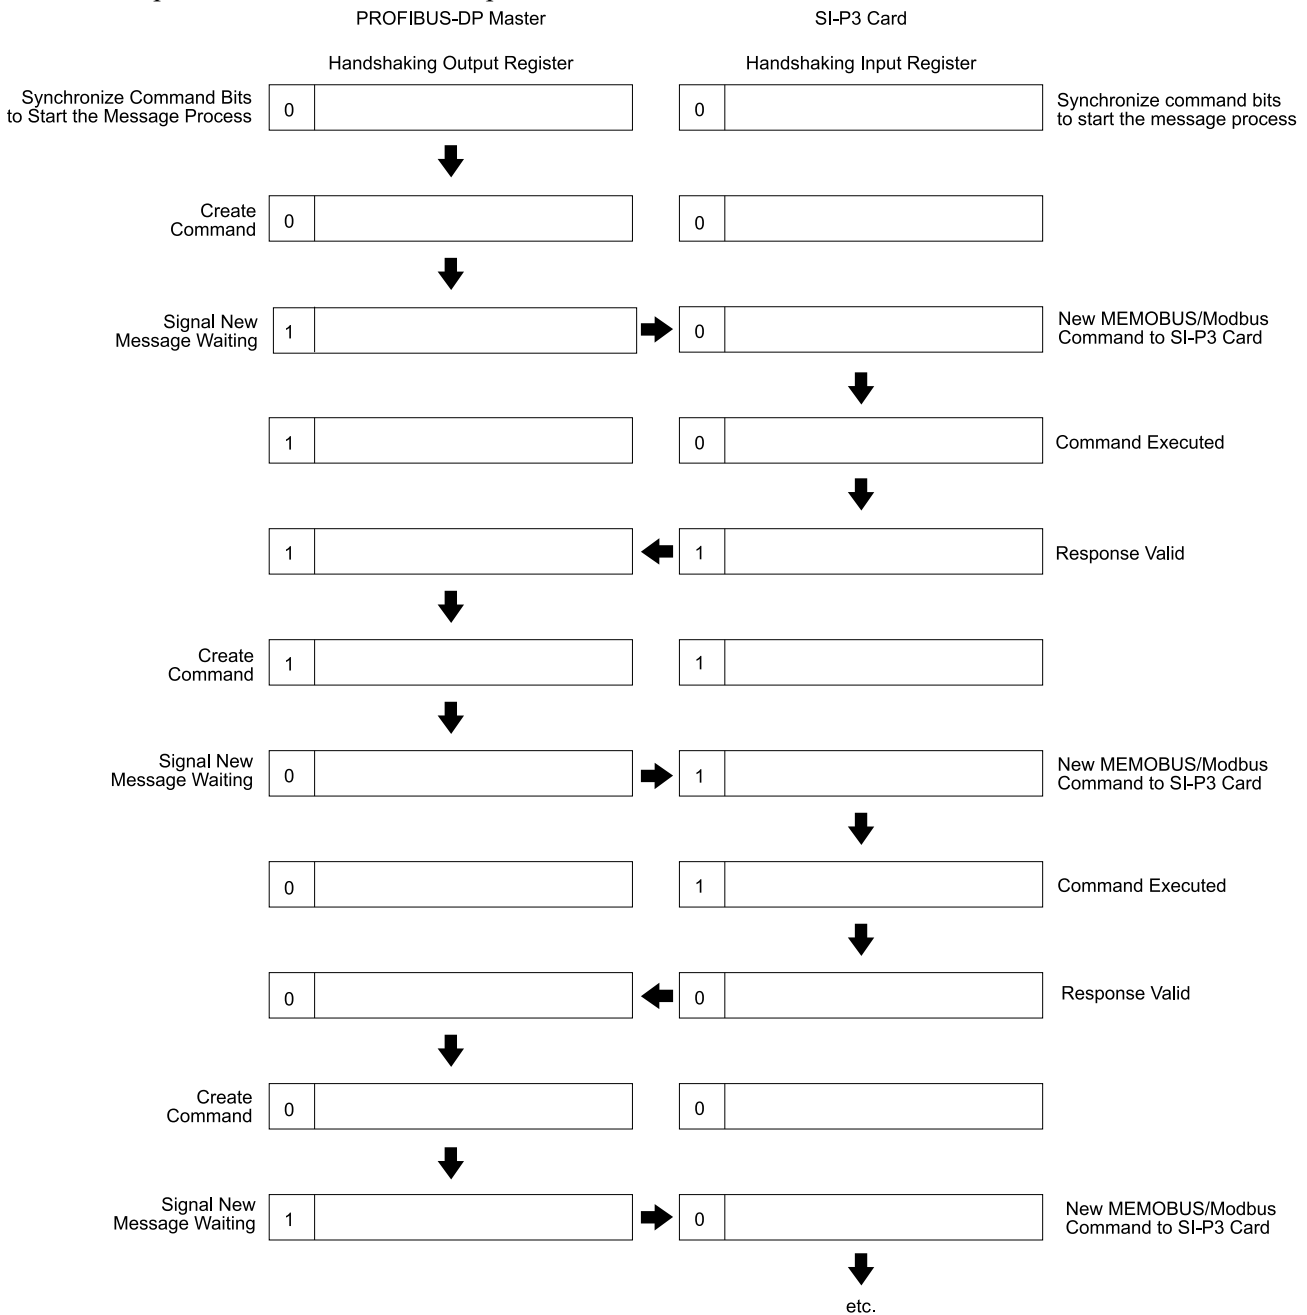 PROFIBUS-DP Master
SI-P3 Card
Handshaking Output Register
Handshaking Input Register
Synchronize Command Bits
to Start the Message Process
0
0
Synchronize command bits
to start the message process
Create
Command
0
0
Signal New
Message Waiting
1
0
New MEMOBUS/Modbus
Command to SI-P3 Card
1
0
Command Executed
1
1
Response Valid
Create
Command
1
1
Signal New
Message Waiting
0
1
New MEMOBUS/Modbus
Command to SI-P3 Card
0
1
Command Executed
0
0
Response Valid
Create
Command
0
0
Signal New
Message Waiting
1
0
New MEMOBUS/Modbus
Command to SI-P3 Card
etc.